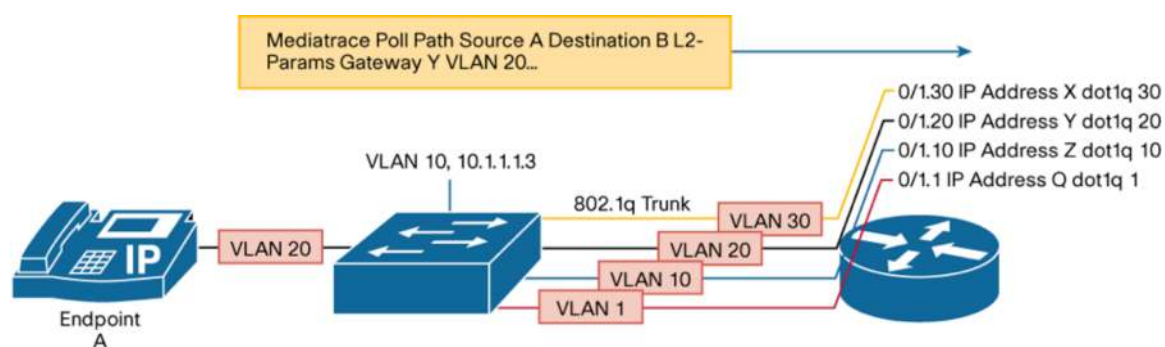 Mediatrace Poll Path Source A Destination B L2-
Params Gateway Y VLAN 20...
0/1.30 IP Address X dot1q 30
0/1.20 IP Address Y dot1q 20
0/1.10 IP Address Z dot1q 10
0/1.1 IP Address Q dot1q 1
VLAN 10, 10.1.1.1.3
802.1q Trunk
VLAN 30
VLAN 20
VLAN 20
VLAN 10
VLAN 1
IP
Endpoint
A